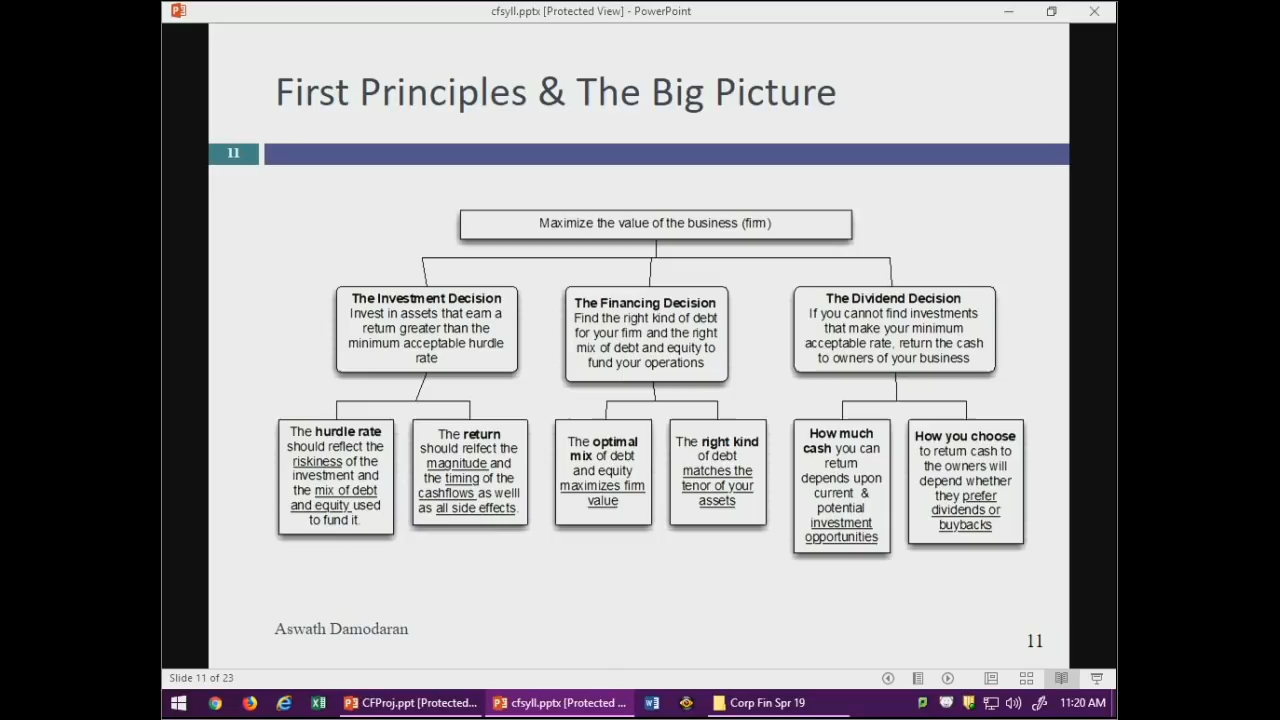 cfsyll.pptx [Protected View] - PowerPoint
First Principles & The Big Picture
11
Maximize the value of the business (firm)
The Investment Decision
Invest in assets that earn a
return greater than the
minimum acceptable hurdle
rate
The Financing Decision
Find the right kind of debt
for your firm and the right
mix of debt and equity to
fund your operations
The Dividend Decision
If you cannot find investments
that make your minimum
acceptable rate, return the cash
to owners of your business
The hurdle rate
should reflect the
riskiness of the
investment and
the mix of debt
and equity used
to fund it.
The return
should relfect the
magnitude and
the timing of the
cashflows as welll
as all side effects.
The optimal
mix of debt
and equity
maximizes firm
value
The right kind
of debt
matches the
tenor of your
assets
How much
cash you can
return
depends upon
current &
potential
investment
opportunities
How you choose
to return cash to
the owners will
depend whether
they prefer
dividends or
buybacks
Aswath Damodaran
11
Slide 11 of 23
CFProj.ppt [Protected...
cfsyll.pptx [Protected ...
Corp Fin Spr 19
11:20 AM